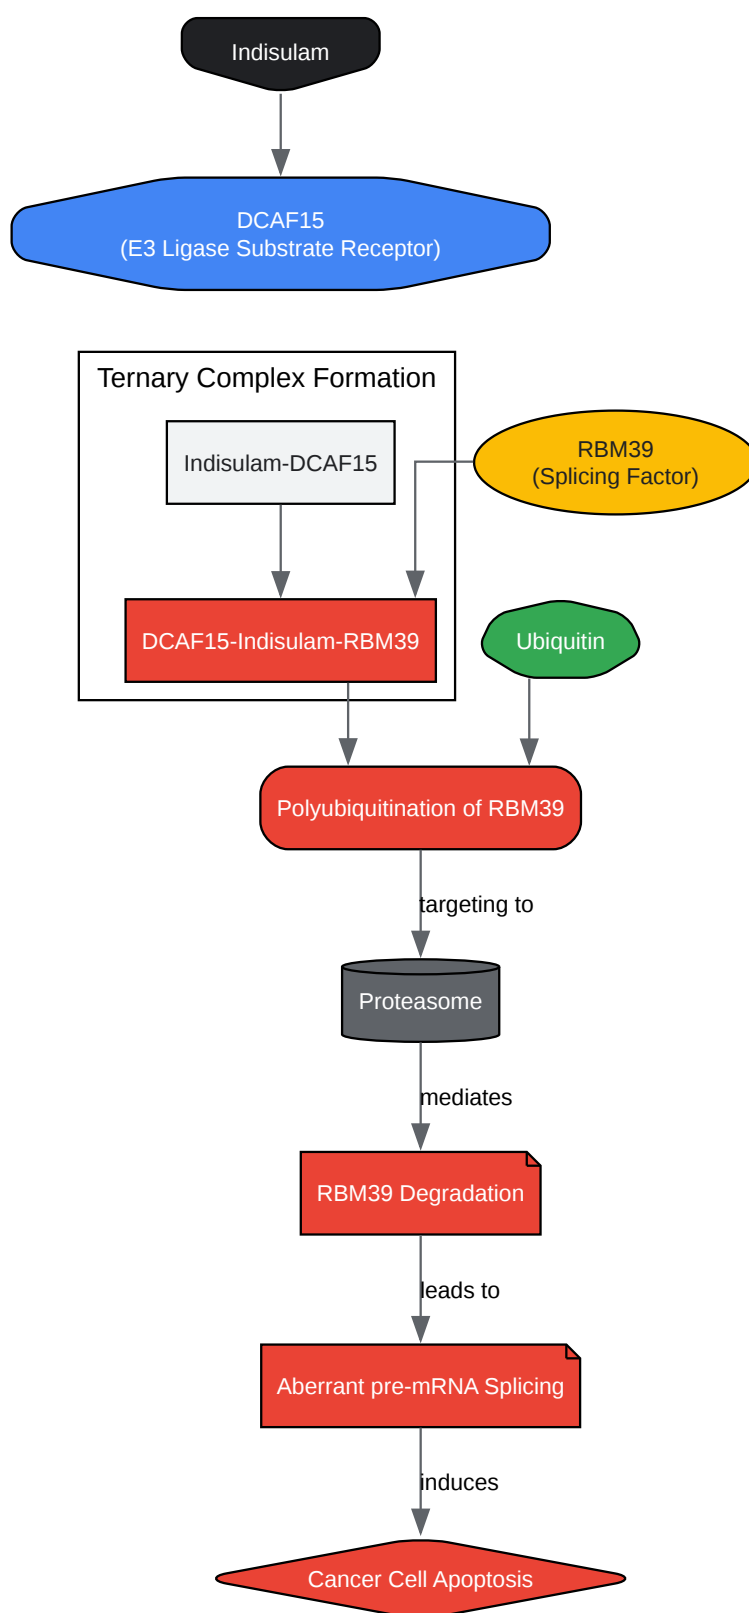 Indisulam
DCAF15
(E3 Ligase Substrate Receptor)
Ternary Complex Formation
Indisulam-DCAF15
RBM39
(Splicing Factor)
DCAF15-Indisulam-RBM39
Ubiquitin
Polyubiquitination of RBM39
targeting to
Proteasome
mediates
RBM39 Degradation
leads to
Aberrant pre-mRNA Splicing
induces
Cancer Cell Apoptosis